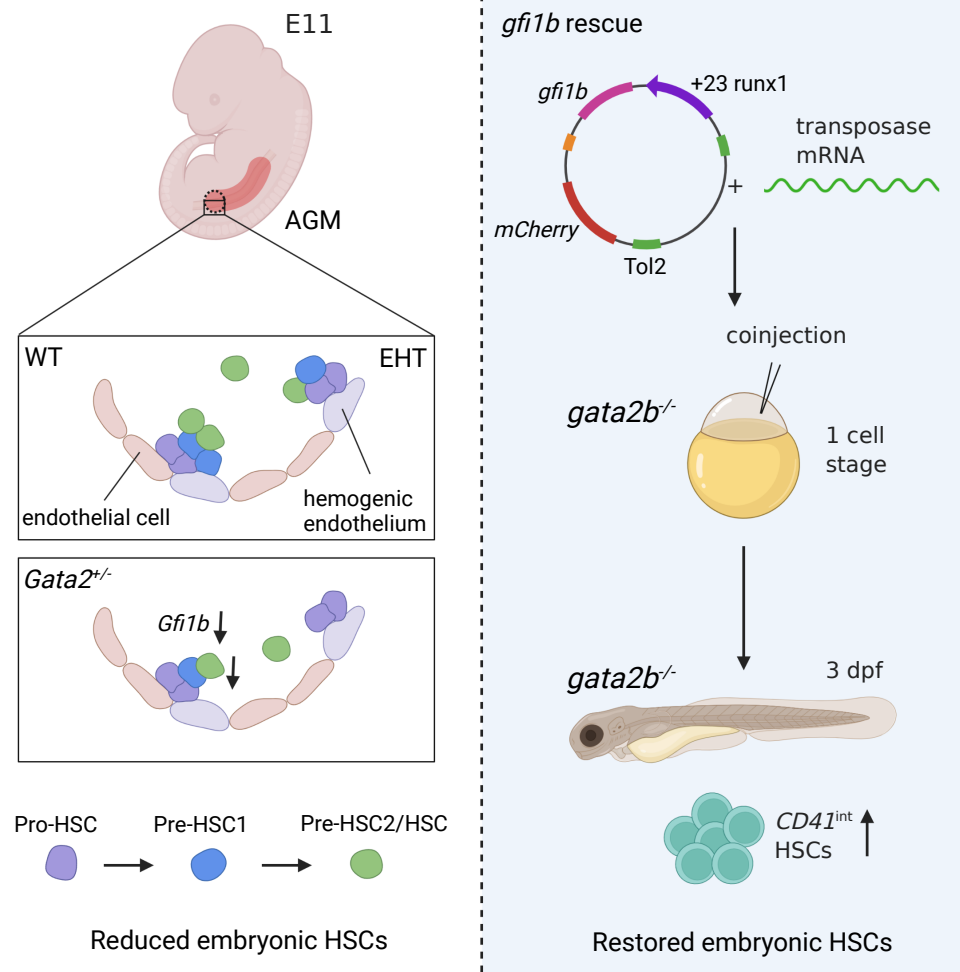 E11
AGM
WT
EHT
endothelial cell
hemogenic
endothelium
Gata2+/-
Gfi1b
Pro-HSC
Pre-HSC1
Pre-HSC2/HSC
Reduced embryonic HSCs
gfi1b rescue
+23 runx1
gfi1b
transposase
mRNA
+
mCherry
Tol2
coinjection
gata2b-/-
1 cell
stage
gata2b-/-
3 dpf
CD41int
HSCs
Restored embryonic HSCs